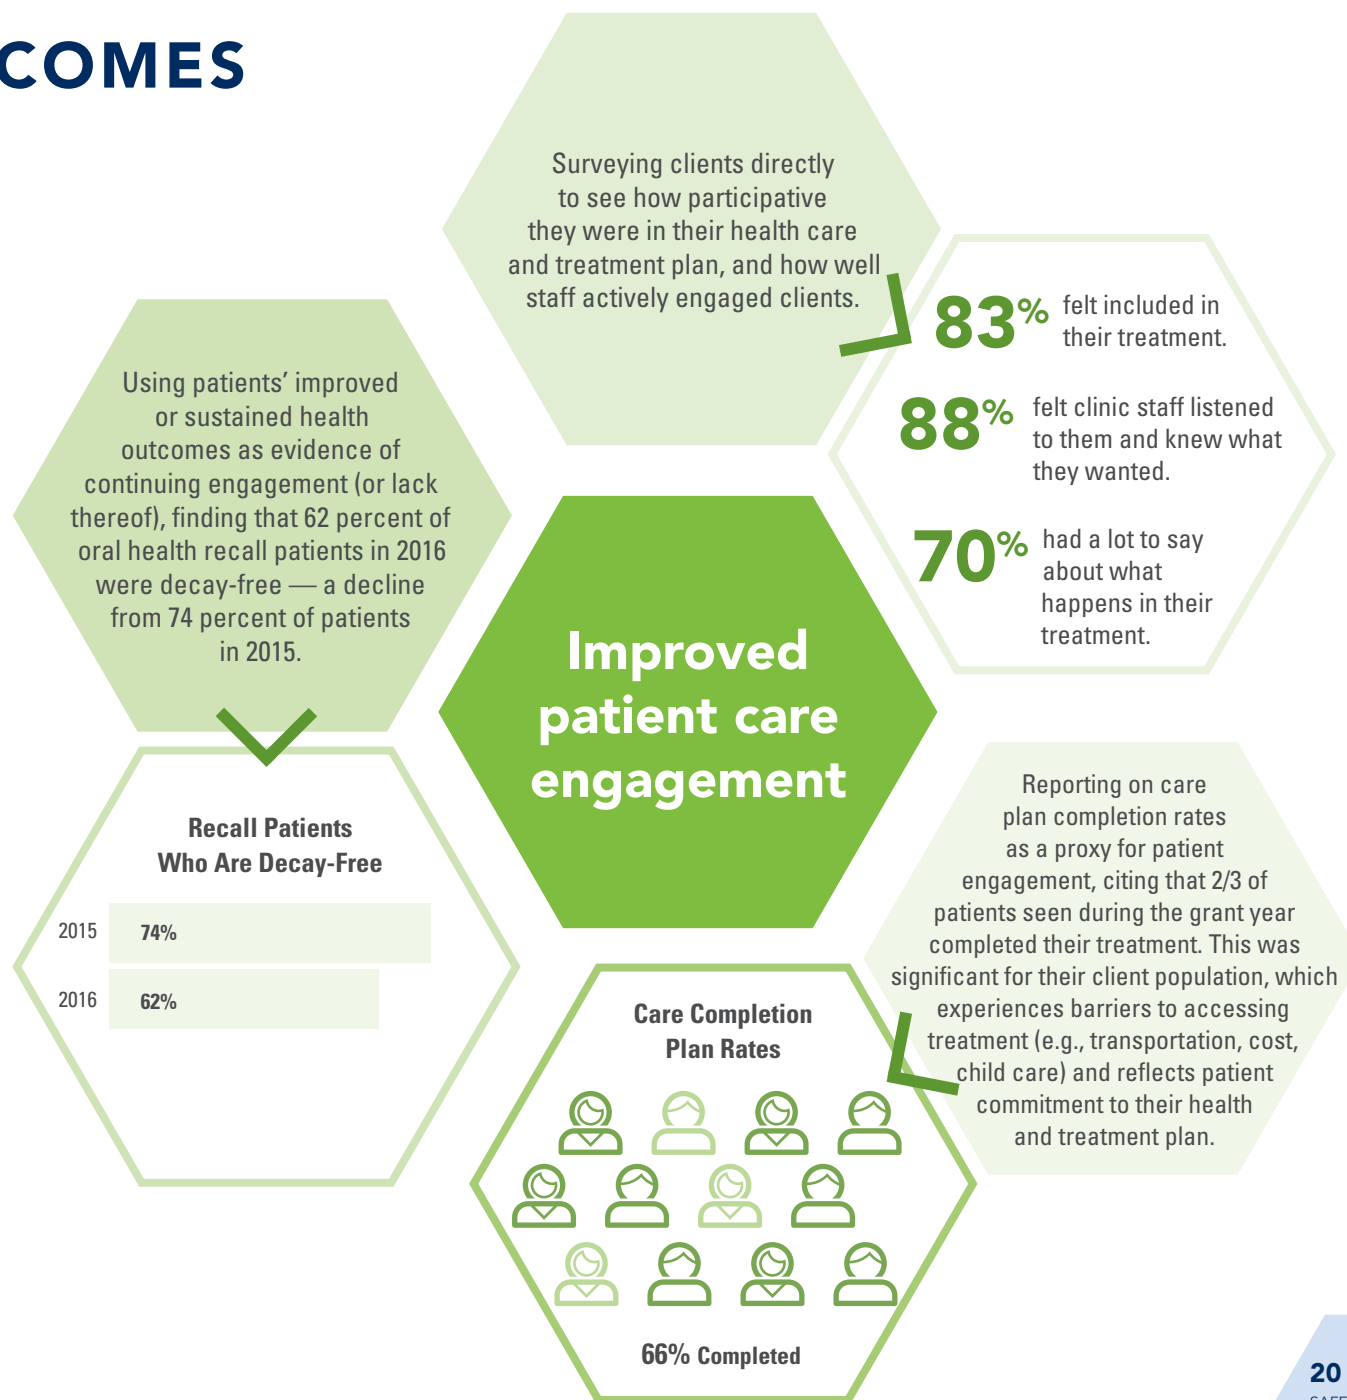 COMES
Surveying clients directly
to see how participative
they were in their health care
and treatment plan, and how well
staff actively engaged clients.
83% felt included in
their treatment.
88% felt clinic staff listened
to them and knew what
they wanted.
70% had a lot to say
about what
happens in their
treatment.
Using patients’ improved
or sustained health
outcomes as evidence of
continuing engagement (or lack
thereof), finding that 62 percent of
oral health recall patients in 2016
were decay-free — a decline
from 74 percent of patients
in 2015.
Improved
patient care
engagement
Recall Patients
Who Are Decay-Free
2015 74%
2016 62%
Reporting on care
plan completion rates
as a proxy for patient
engagement, citing that 2/3 of
patients seen during the grant year
completed their treatment. This was
significant for their client population, which
experiences barriers to accessing
treatment (e.g., transportation, cost,
child care) and reflects patient
commitment to their health
and treatment plan.
Care Completion
Plan Rates
66% Completed
20